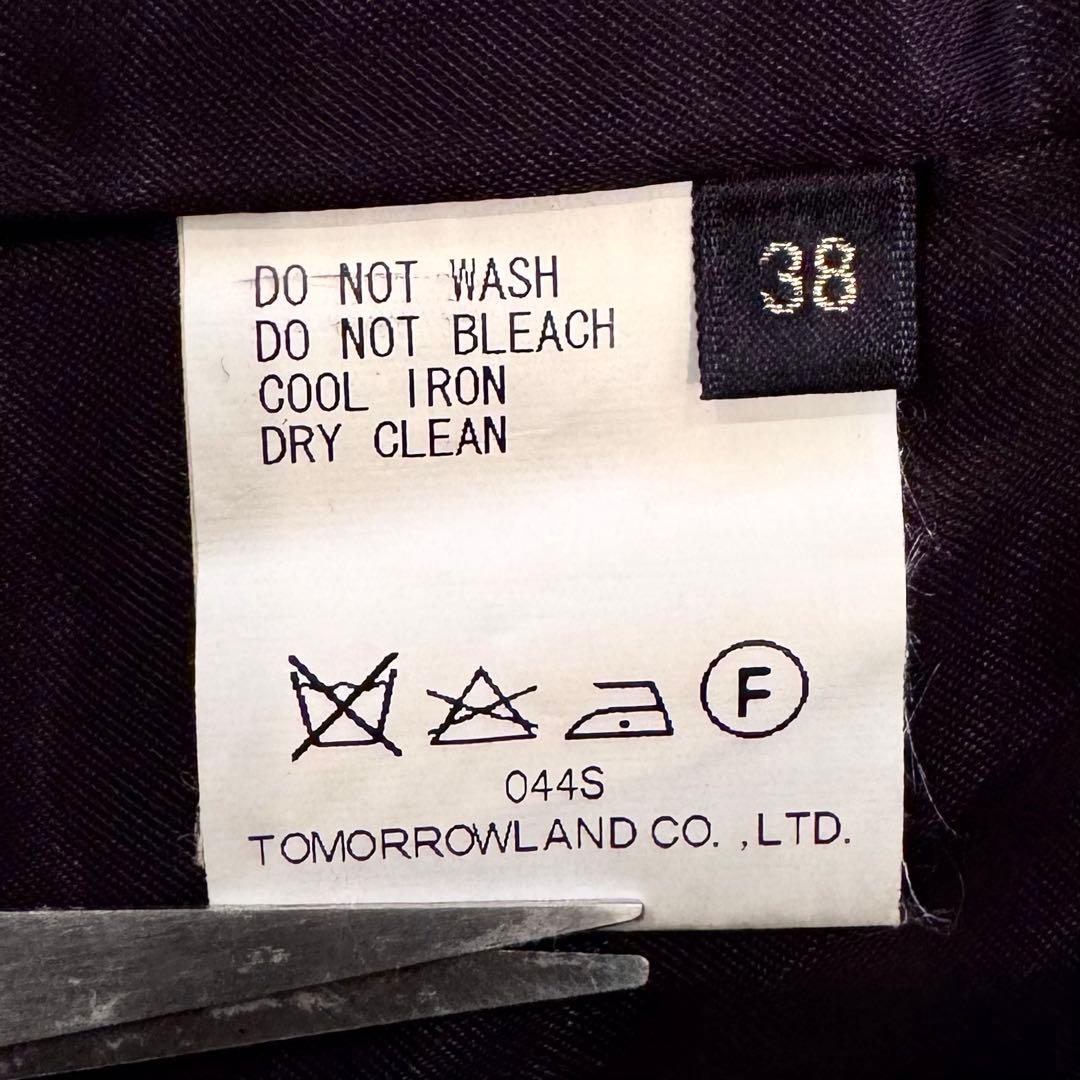 38
DO NOT WASH
DO NOT BLEACH
COOL IRON
DRY CLEAN
F
044S
TOMORROWLAND CO. ,LTD.